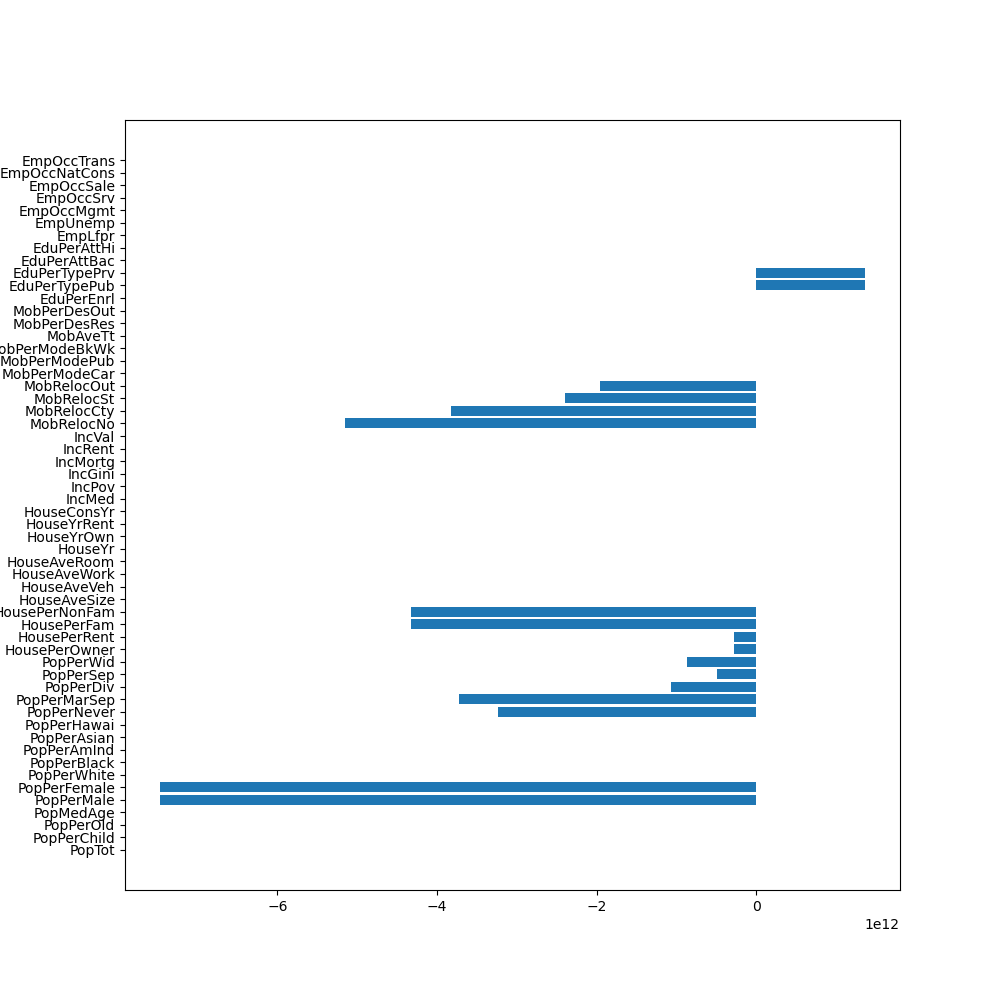 EmpOccTrans
EmpOccNatCons
EmpOccSale
EmpOccSrv
EmpOccMgmt
EmpUnemp
EmpLfpr
EduPerAttHi
EduPerAttBac
EduPerTypePrv
EduPerTypePub
EduPerEnrl
MobPerDesOut
MobPerDesRes
MobAveTt
obPerModeBkWk
MobPerModePub
MobPerModeCar
MobRelocOut
MobRelocSt
MobRelocCty
MobRelocNo
IncVal
IncRent
IncMortg
IncGini
IncPov
IncMed
HouseConsYr
HouseYrRent
HouseYrOwn
HouseYr
HouseAveRoom
HouseAveWork
HouseAveVeh
HouseAveSize
HousePerNonFam
HousePerFam
HousePerRent
HousePerOwner
PopPerWid
PopPerSep
PopPerDiv
PopPerMarSep
PopPerNever
PopPerHawai
PopPerAsian
PopPerAmInd
PopPerBlack
PopPerWhite
PopPerFemale
PopPerMale
PopMedAge
PopPerOld
PopPerChild
PopTot
−6 −4 −2 0
1e12